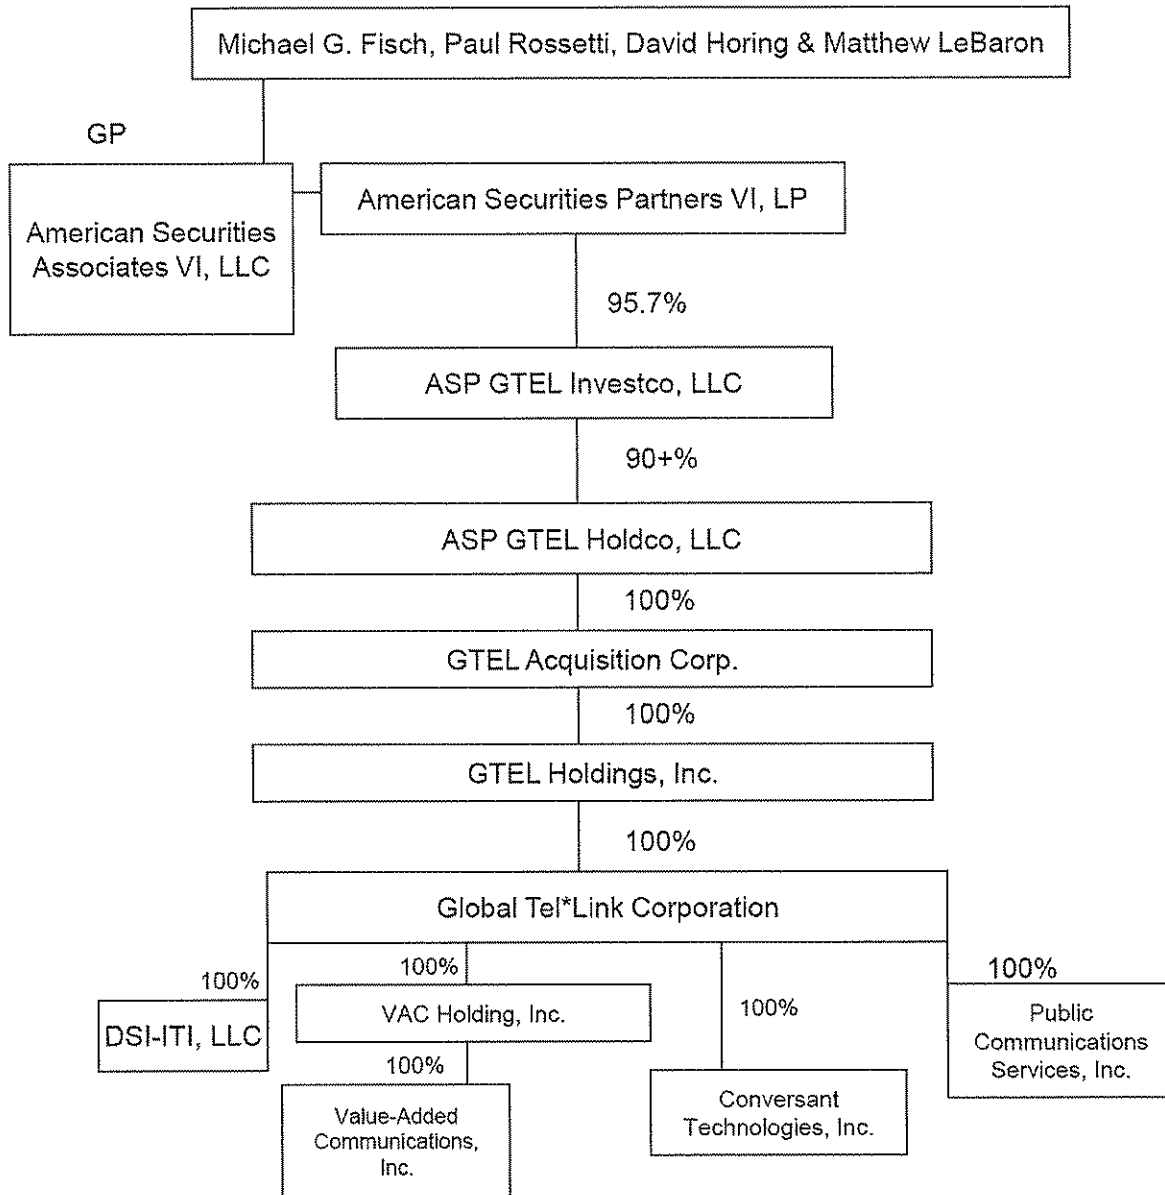 Michael G. Fisch, Paul Rossetti, David Horing & Matthew LeBaron
GP
American Securities
Associates VI, LLC
American Securities Partners VI, LP
95.7%
ASP GTEL Investco, LLC
90+%
ASP GTEL Holdco, LLC
100%
GTEL Acquisition Corp.
100%
GTEL Holdings, Inc.
100%
Global Tel*Link Corporation
100%
DSI-ITI, LLC
100%
VAC Holding, Inc.
100%
Value-Added
Communications,
Inc.
100%
Conversant
Technologies, Inc.
100%
Public
Communications
Services, Inc.